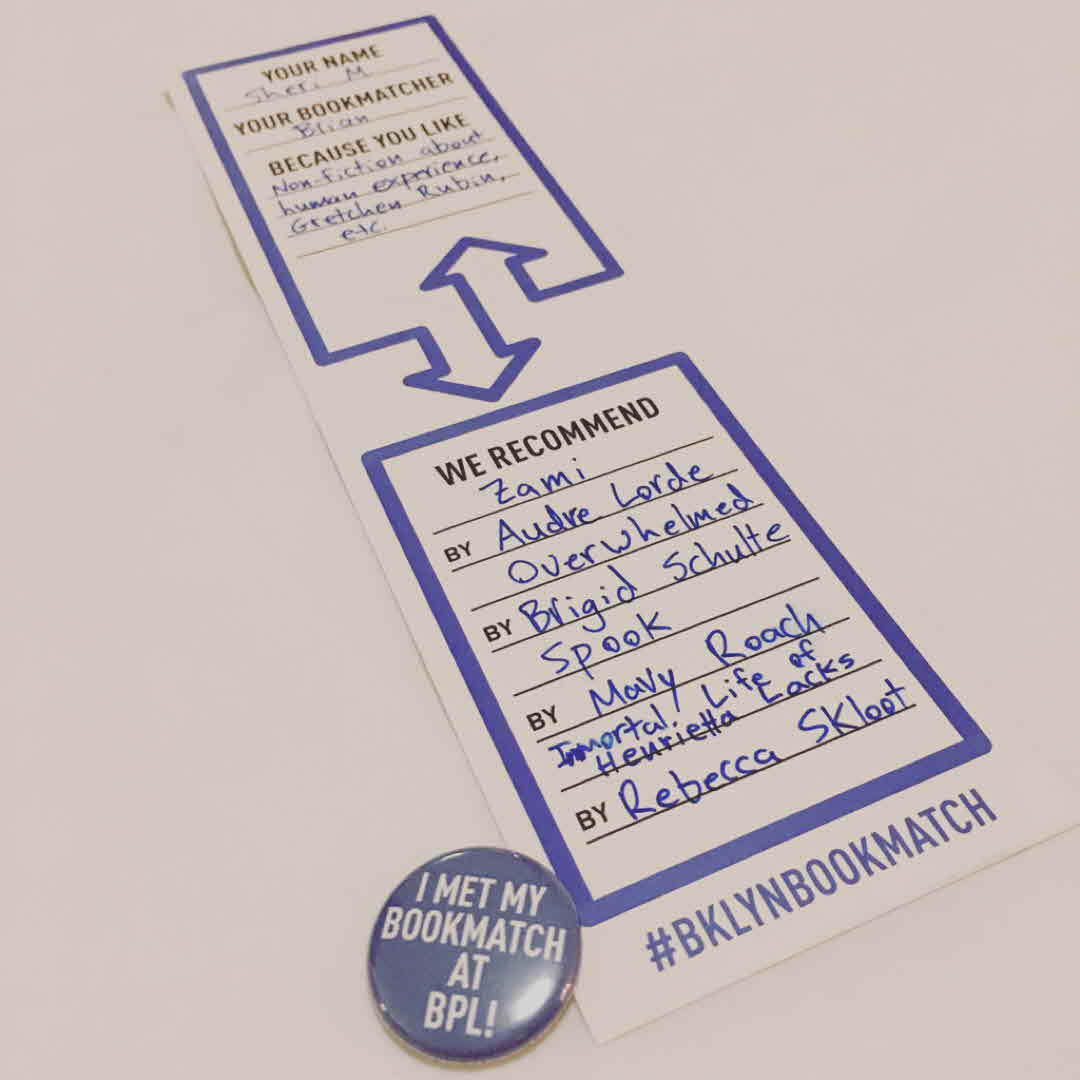 YOUR NAME
Sheri M
YOUR BOOKMATCHER
Brian
BECAUSE YOU LIKE
Non-fiction about
human experience,
Gretchen Rubin,
etc.
WE RECOMMEND
Zami
BY Audre Lorde
Overwhelmed
BY Brigid Schulte
Spook
BY Mary Roach
Immortal Life of
Henrietta Lacks
BY Rebecca Skloot
#BKLYNBOOKMATCH
I MET MY
BOOKMATCH
AT
BPL!